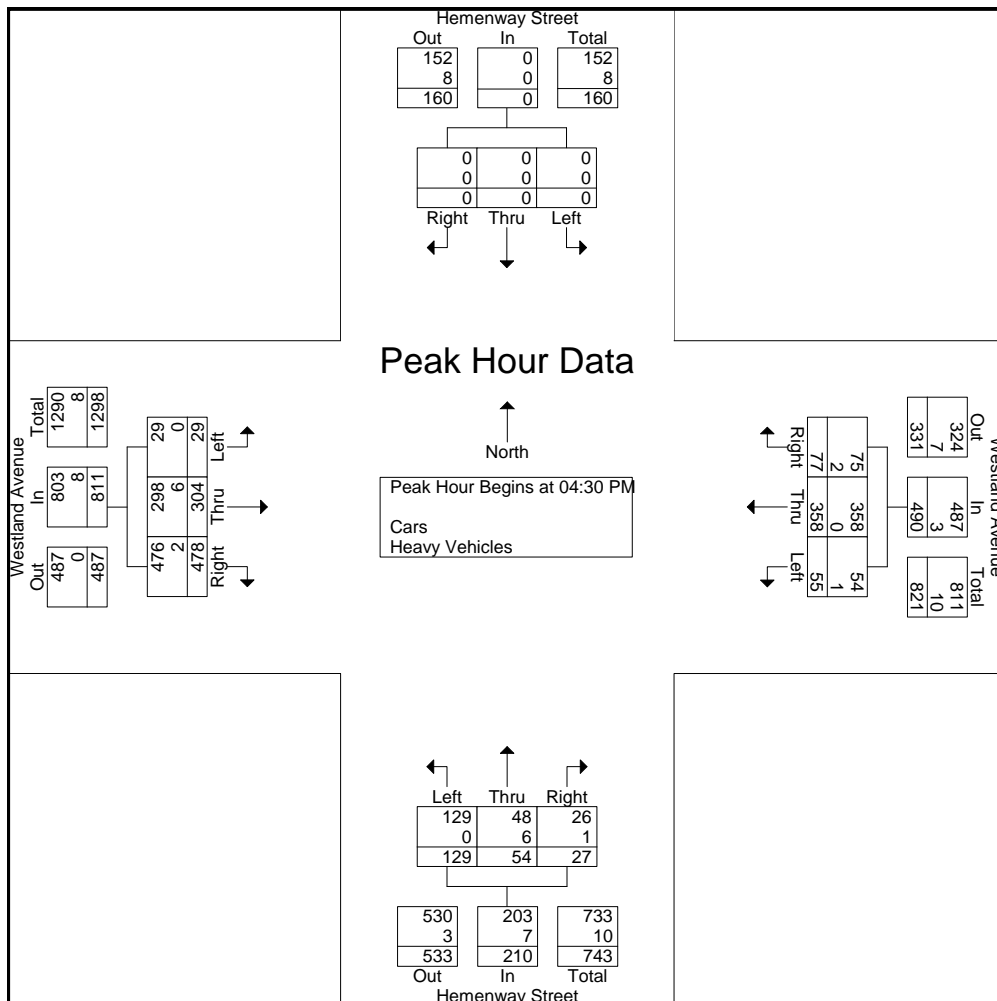 Hemenway Street
Out In Total
152 0 152
8 0 8
160 0 160
0 0 0
0 0 0
0 0 0
Right Thru Left
Peak Hour Data
North
Peak Hour Begins at 04:30 PM
Cars
Heavy Vehicles
Westland Avenue
Total In Out
1290 803 487
8 8 0
1298 811 487
29 298 476
0 6 2
29 304 478
Left Thru Right
Westland Avenue
Out In Total
324 487 811
7 3 10
331 490 821
75 358 54
2 0 1
77 358 55
Right Thru Left
Left Thru Right
129 48 26
0 6 1
129 54 27
530 203 733
3 7 10
533 210 743
Out In Total
Hemenway Street